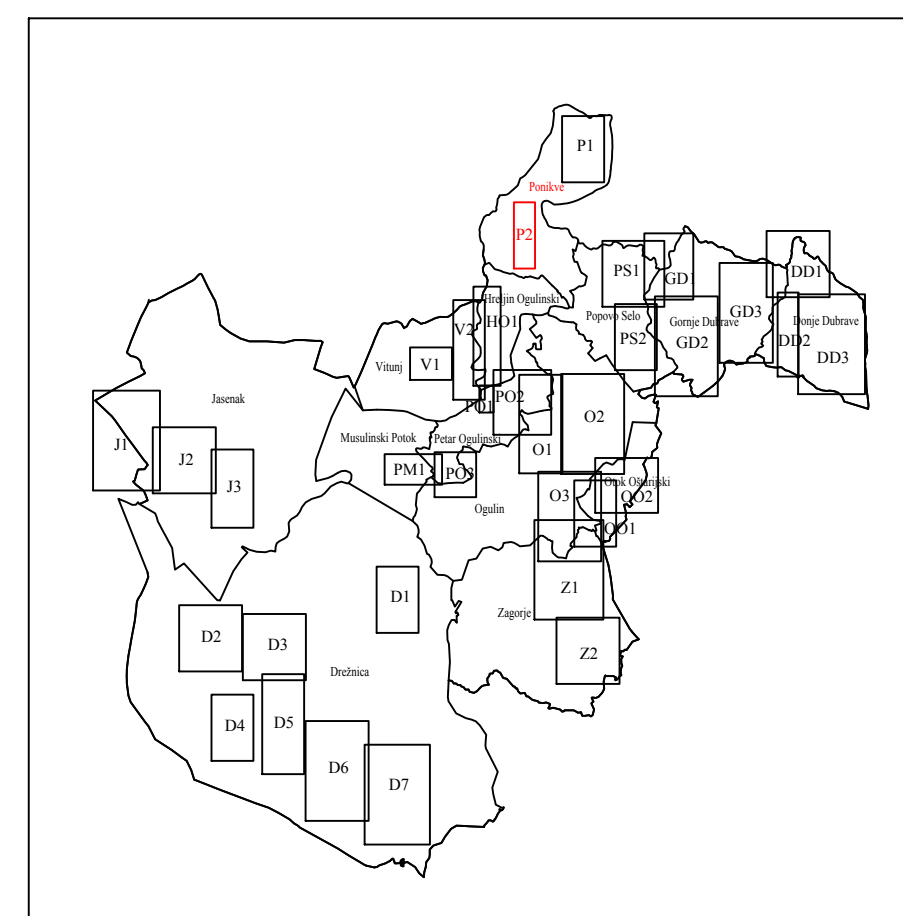 P1
Ponikve
P2
PS1
GD1
DD1
Hreljin Ogulinski
HO1
V2
Popovo Selo
PS2
Gornje Dubrave
GD2
GD3
Donje Dubrave
DD2
DD3
Vitunj
V1
PO1
PO2
O2
Jasenak
J1
J2
J3
Musulinski Potok
Petar Ogulinski
PM1
PO3
O1
O3
Otok Oštarijski
OO2
OO1
Ogulin
Z1
Zagorje
Z2
D1
D2
D3
Drežnica
D4
D5
D6
D7